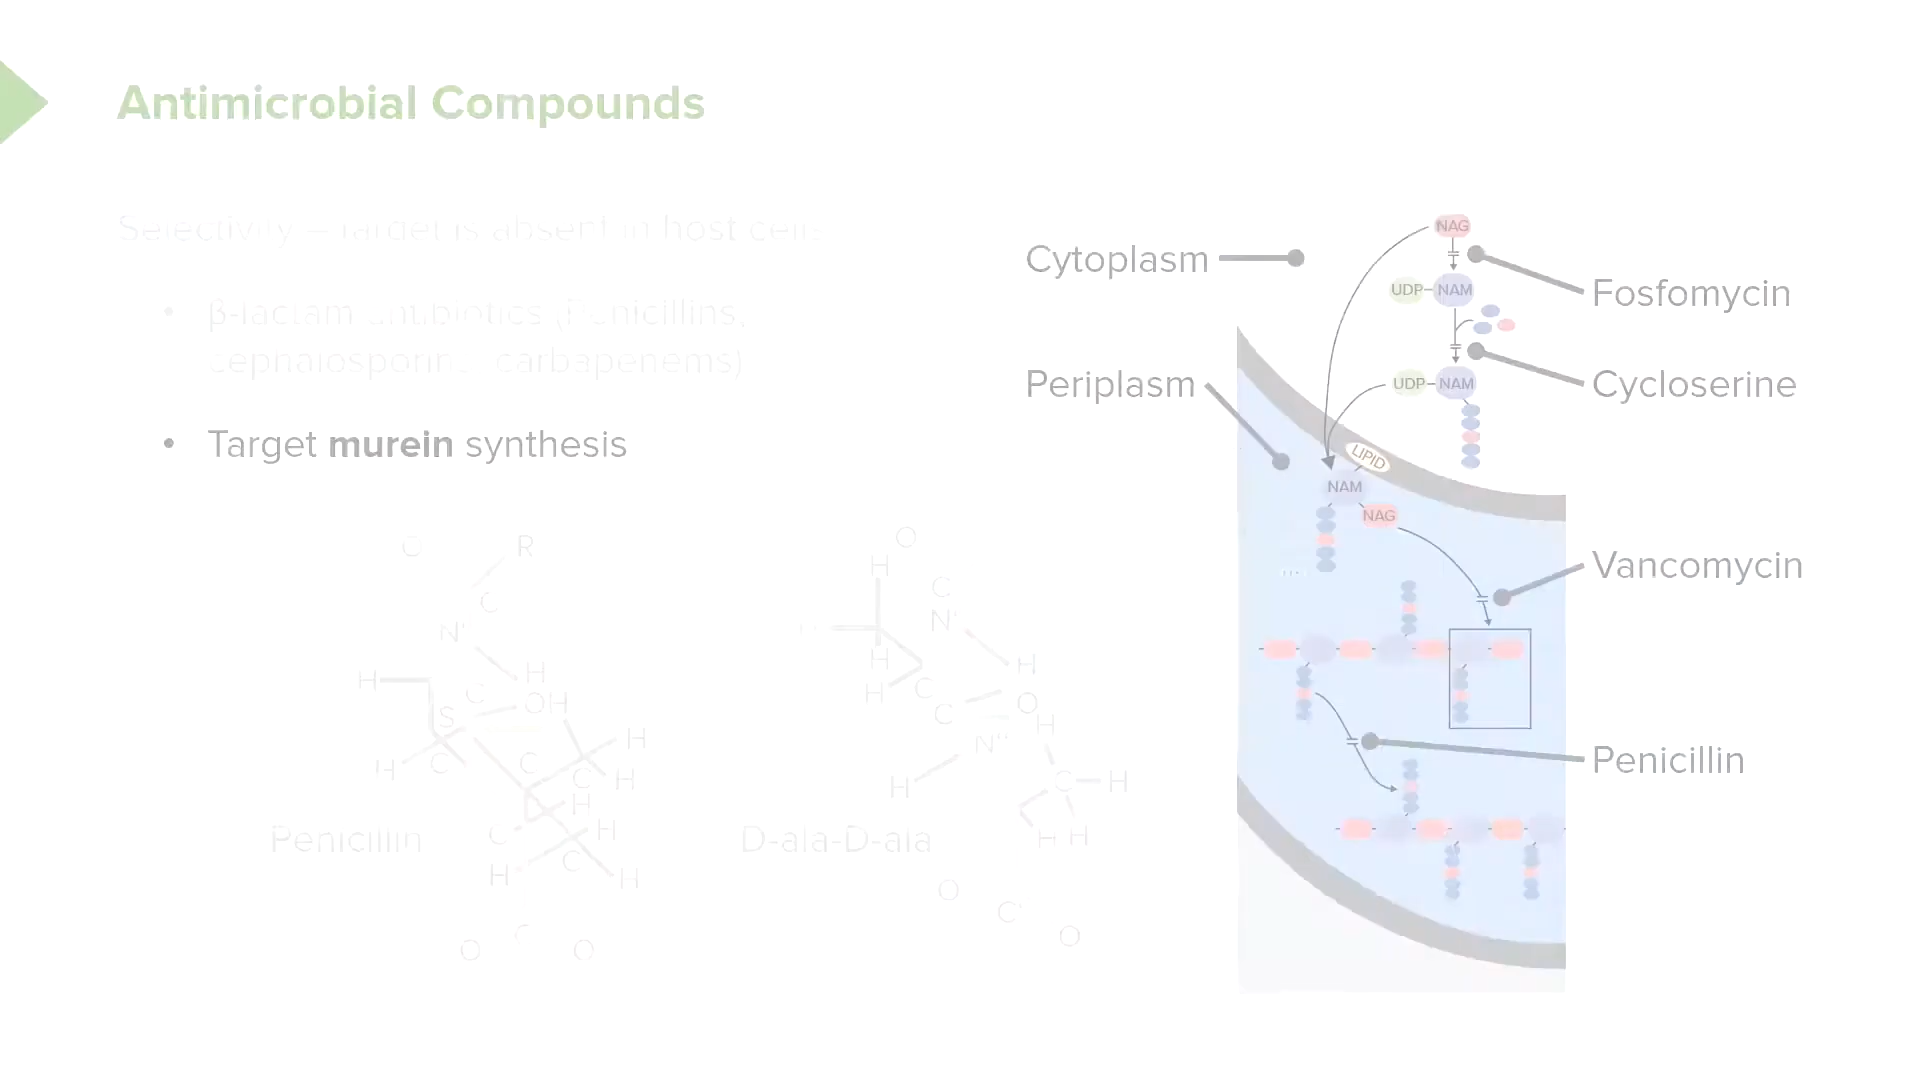 Antimicrobial Compounds
Selectivity – Target is absent in host cells
• β-lactam antibiotics (Penicillins,
cephalosporins, carbapenems)
• Target murein synthesis
Cytoplasm
Periplasm
NAG
Fosfomycin
UDP NAM
Cycloserine
UDP NAM
LIPID
NAM
NAG
Vancomycin
Penicillin
O R
C
N
H H
C
S OH
H
H C C
C H
H
C H
C
H H
O C O
Penicillin
O
H
C
N
H H
H C
C O
H
N
H C H
H H
O C
O
D-ala-D-ala